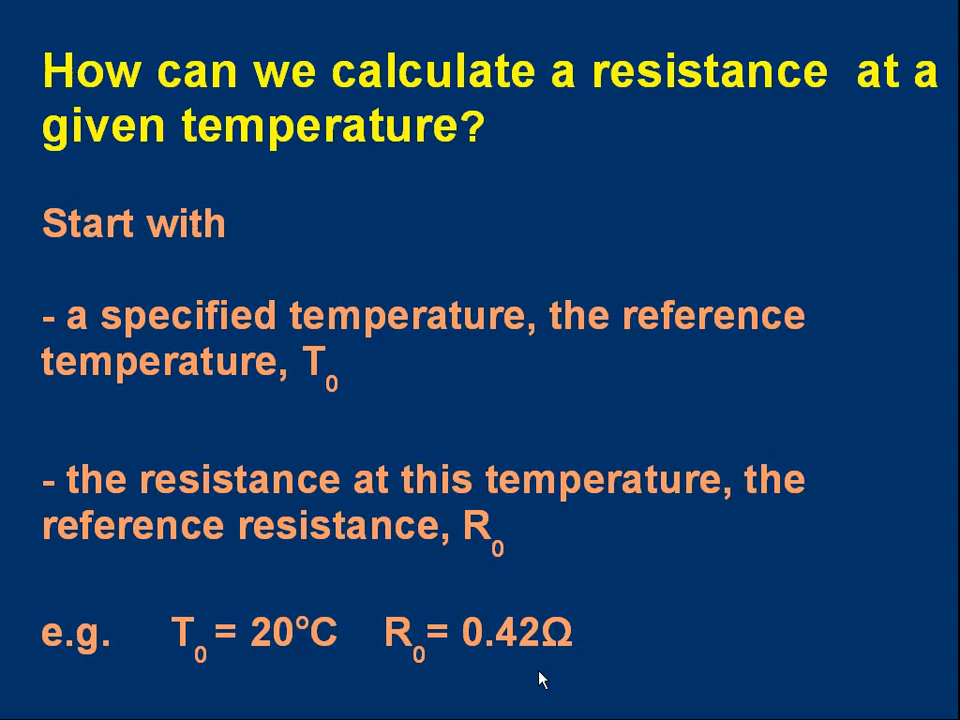 How can we calculate a resistance  at a
given temperature?
Start with
- a specified temperature, the reference
temperature, T₀
- the resistance at this temperature, the
reference resistance, R₀
e.g.    T₀ = 20°C    R₀= 0.42Ω